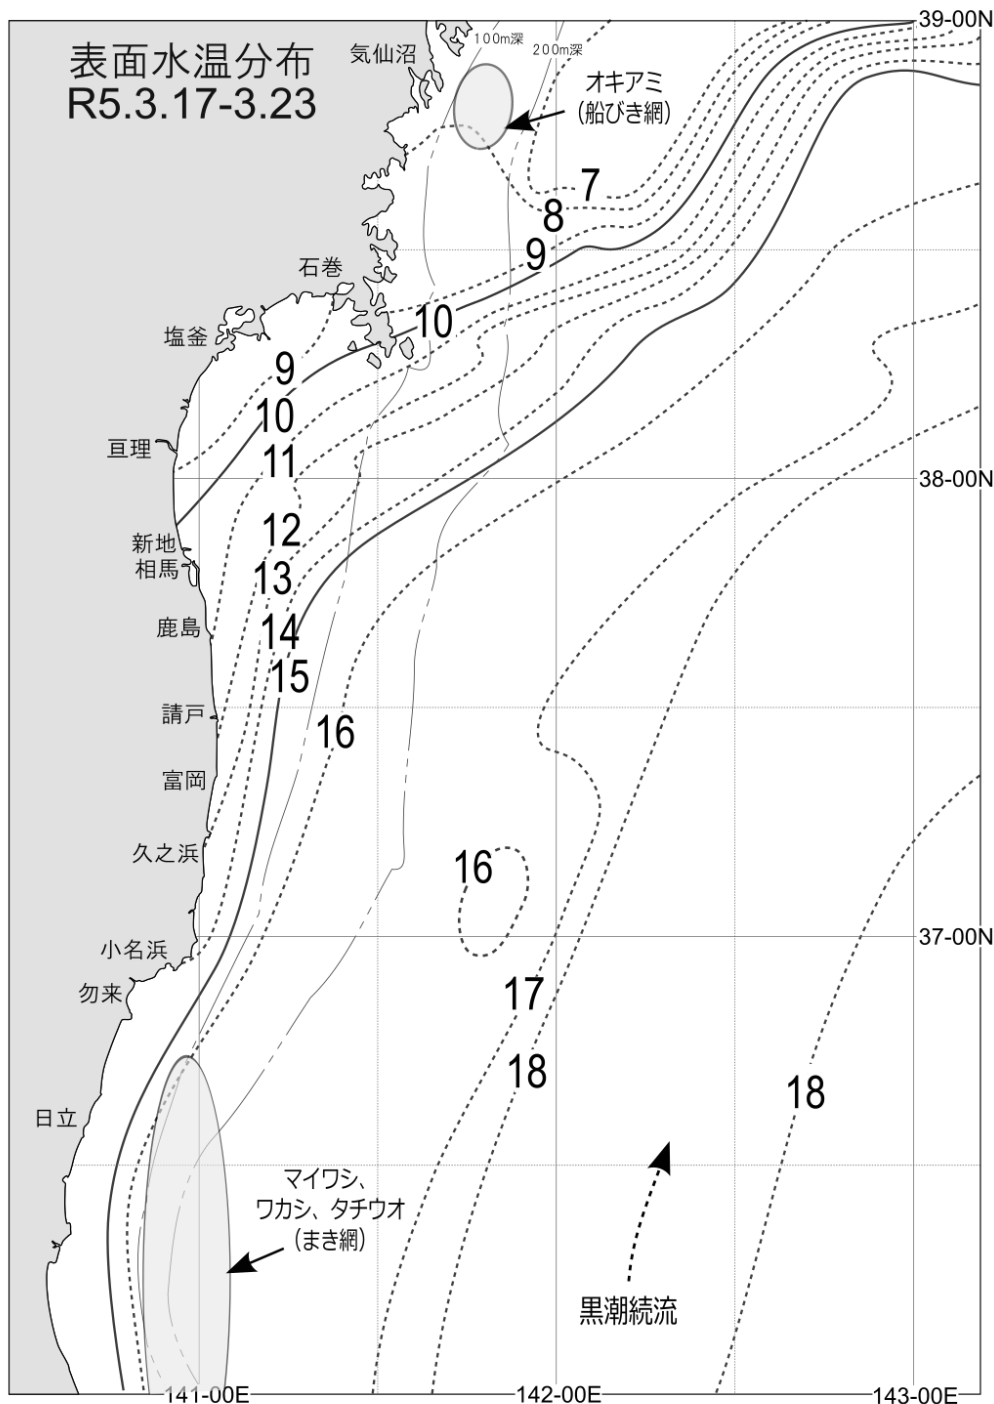 表面水温分布
R5.3.17-3.23
気仙沼
100m深
200m深
39-00N
オキアミ
(船びき網)
7
8
9
石巻
10
塩釜
9
10
亘理
11
38-00N
12
新地
相馬
13
鹿島
14
15
請戸
16
富岡
久之浜
16
小名浜
37-00N
勿来
17
18
18
日立
マイワシ、
ワカシ、タチウオ
(まき網)
黒潮続流
141-00E
142-00E
143-00E